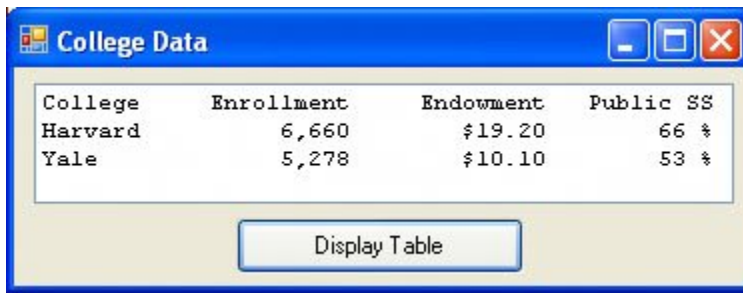 College Data
College Enrollment Endowment Public SS
Harvard 6,660 $19.20 66 %
Yale 5,278 $10.10 53 %
Display Table